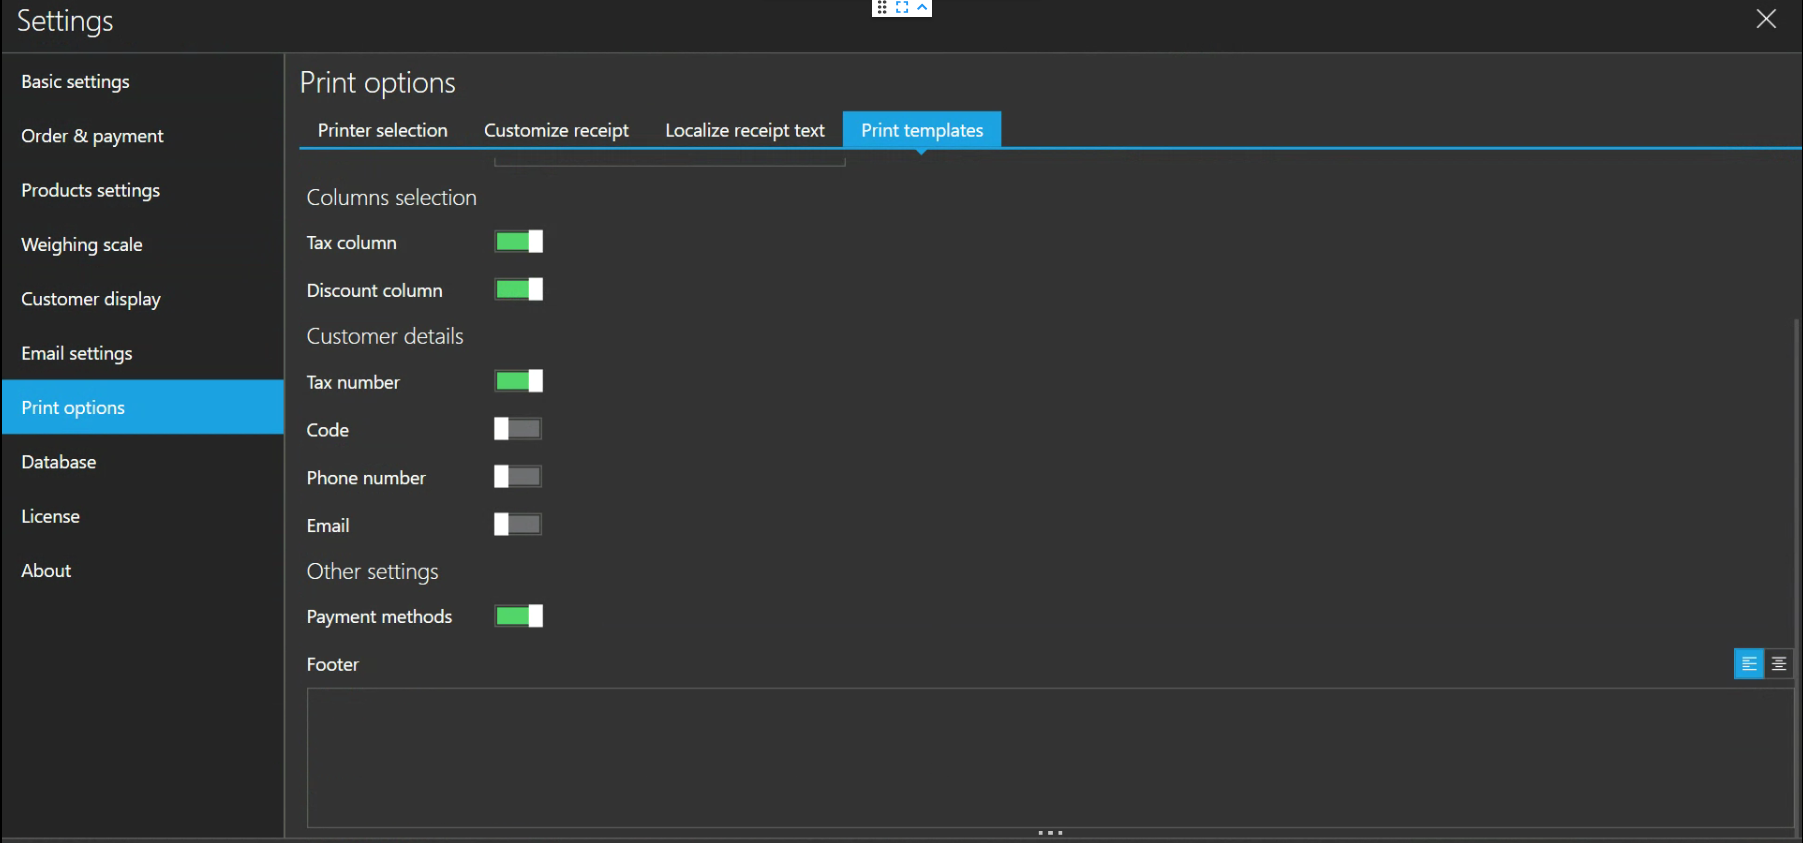 Settings
Basic settings
Order & payment
Products settings
Weighing scale
Customer display
Email settings
Print options
Database
License
About
Print options
Printer selection
Customize receipt
Localize receipt text
Print templates
Columns selection
Tax column
Discount column
Customer details
Tax number
Code
Phone number
Email
Other settings
Payment methods
Footer